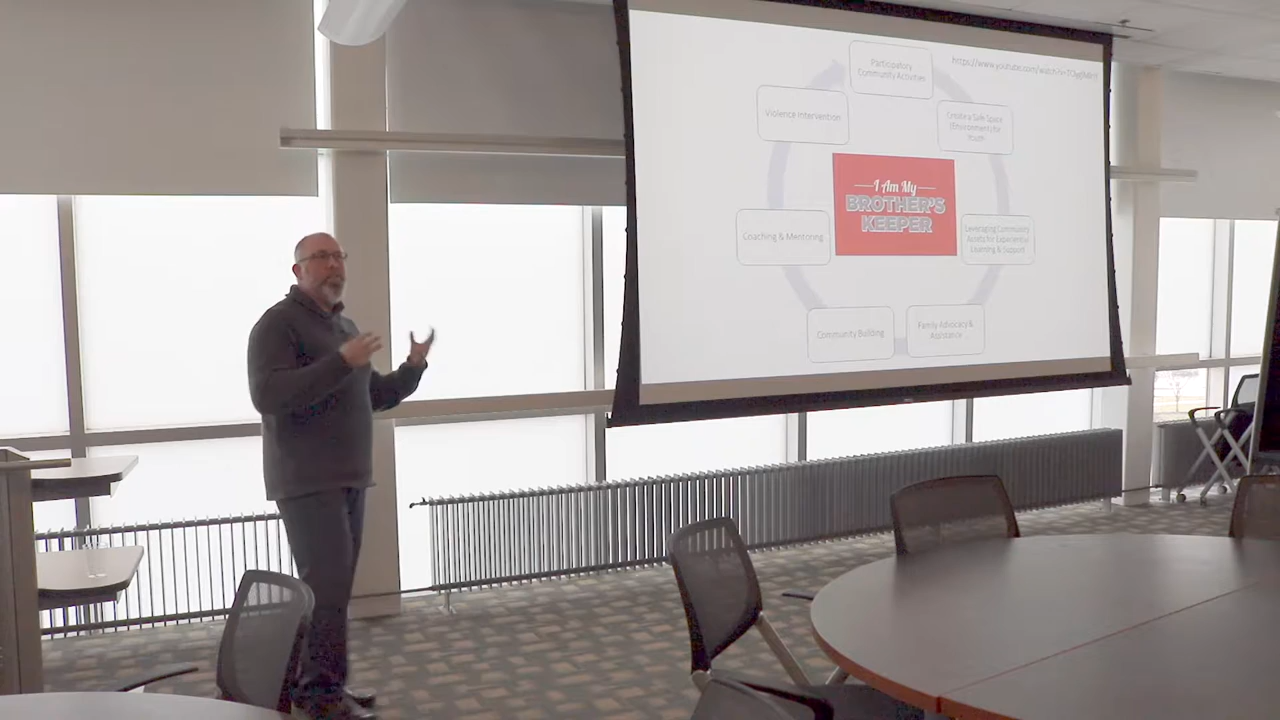 Participatory
Community Activities
Violence Intervention
Create a Safe Space
(Environment) for
Youth
I Am My
BROTHER'S
KEEPER
Coaching & Mentoring
Leveraging Community
Assets for Experiential
Learning & Support
Community Building
Family Advocacy &
Assistance